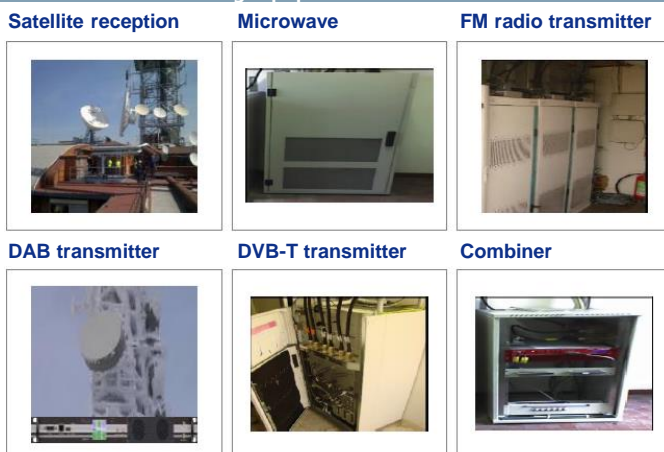 Satellite reception
Microwave
FM radio transmitter
DAB transmitter
DVB-T transmitter
Combiner